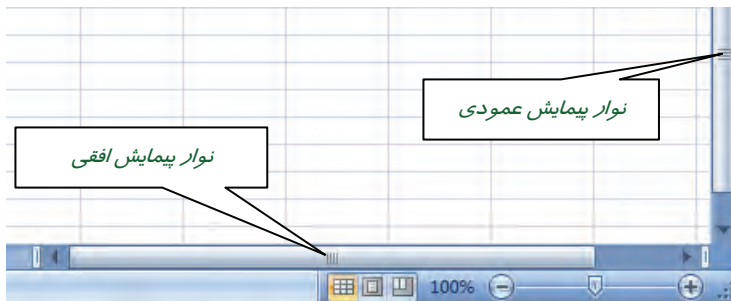 نوار پیمایش عمودی
نوار پیمایش افقی
100%